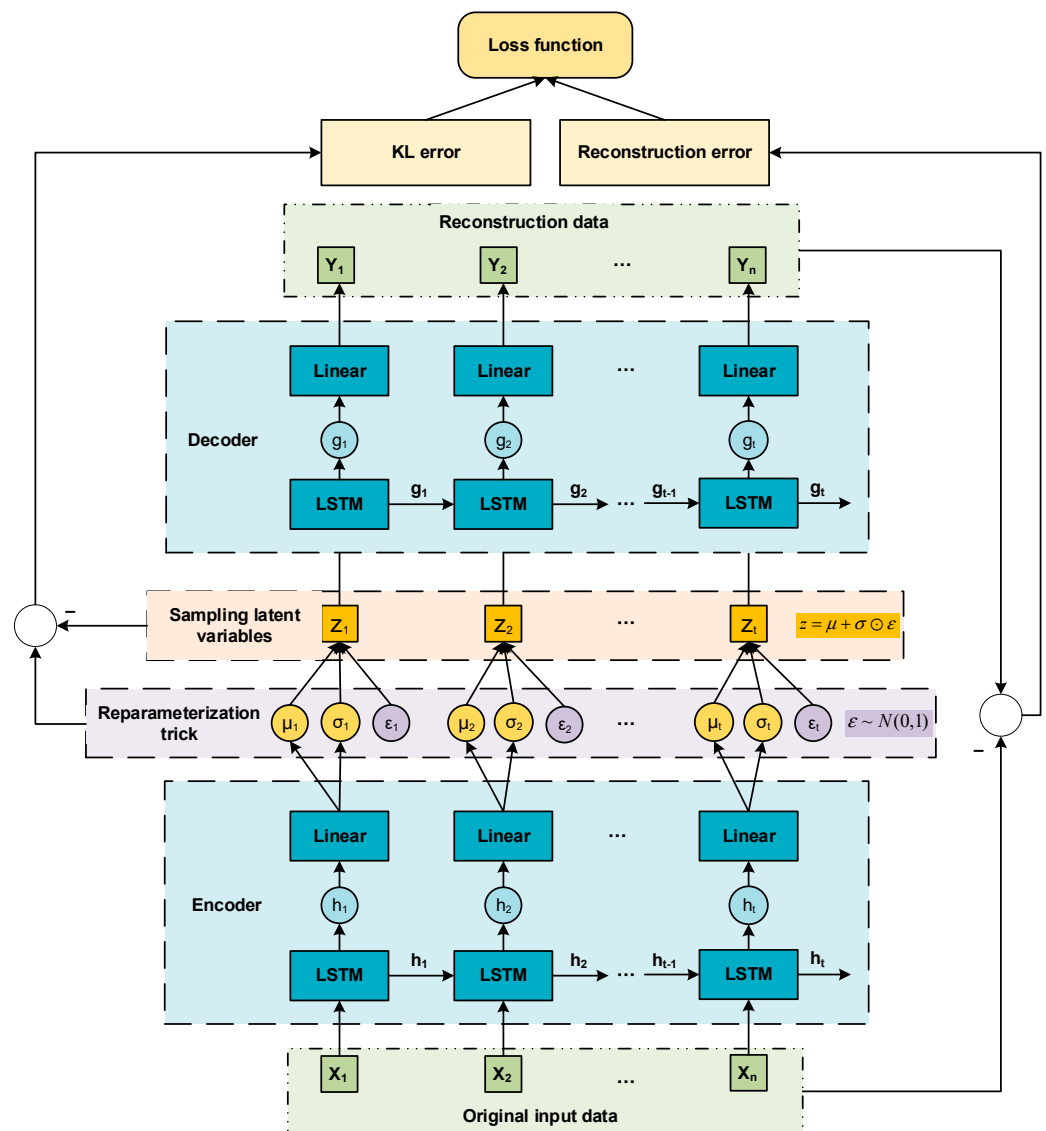 Loss function
KL error
Reconstruction error
Reconstruction data
Y₁
Y₂
...
Yₙ
Linear
Linear
...
Linear
Decoder
g₁
g₂
gₜ
LSTM
g₁
LSTM
g₂
...
gₜ₋₁
LSTM
gₜ
–
Sampling latent
variables
Z₁
Z₂
...
Zₜ
z = μ + σ ⊙ ε
Reparameterization
trick
μ₁
σ₁
ε₁
μ₂
σ₂
ε₂
...
μₜ
σₜ
εₜ
ε ~ N(0,1)
–
Linear
Linear
...
Linear
Encoder
h₁
h₂
hₜ
LSTM
h₁
LSTM
h₂
...
hₜ₋₁
LSTM
hₜ
X₁
X₂
...
Xₙ
Original input data